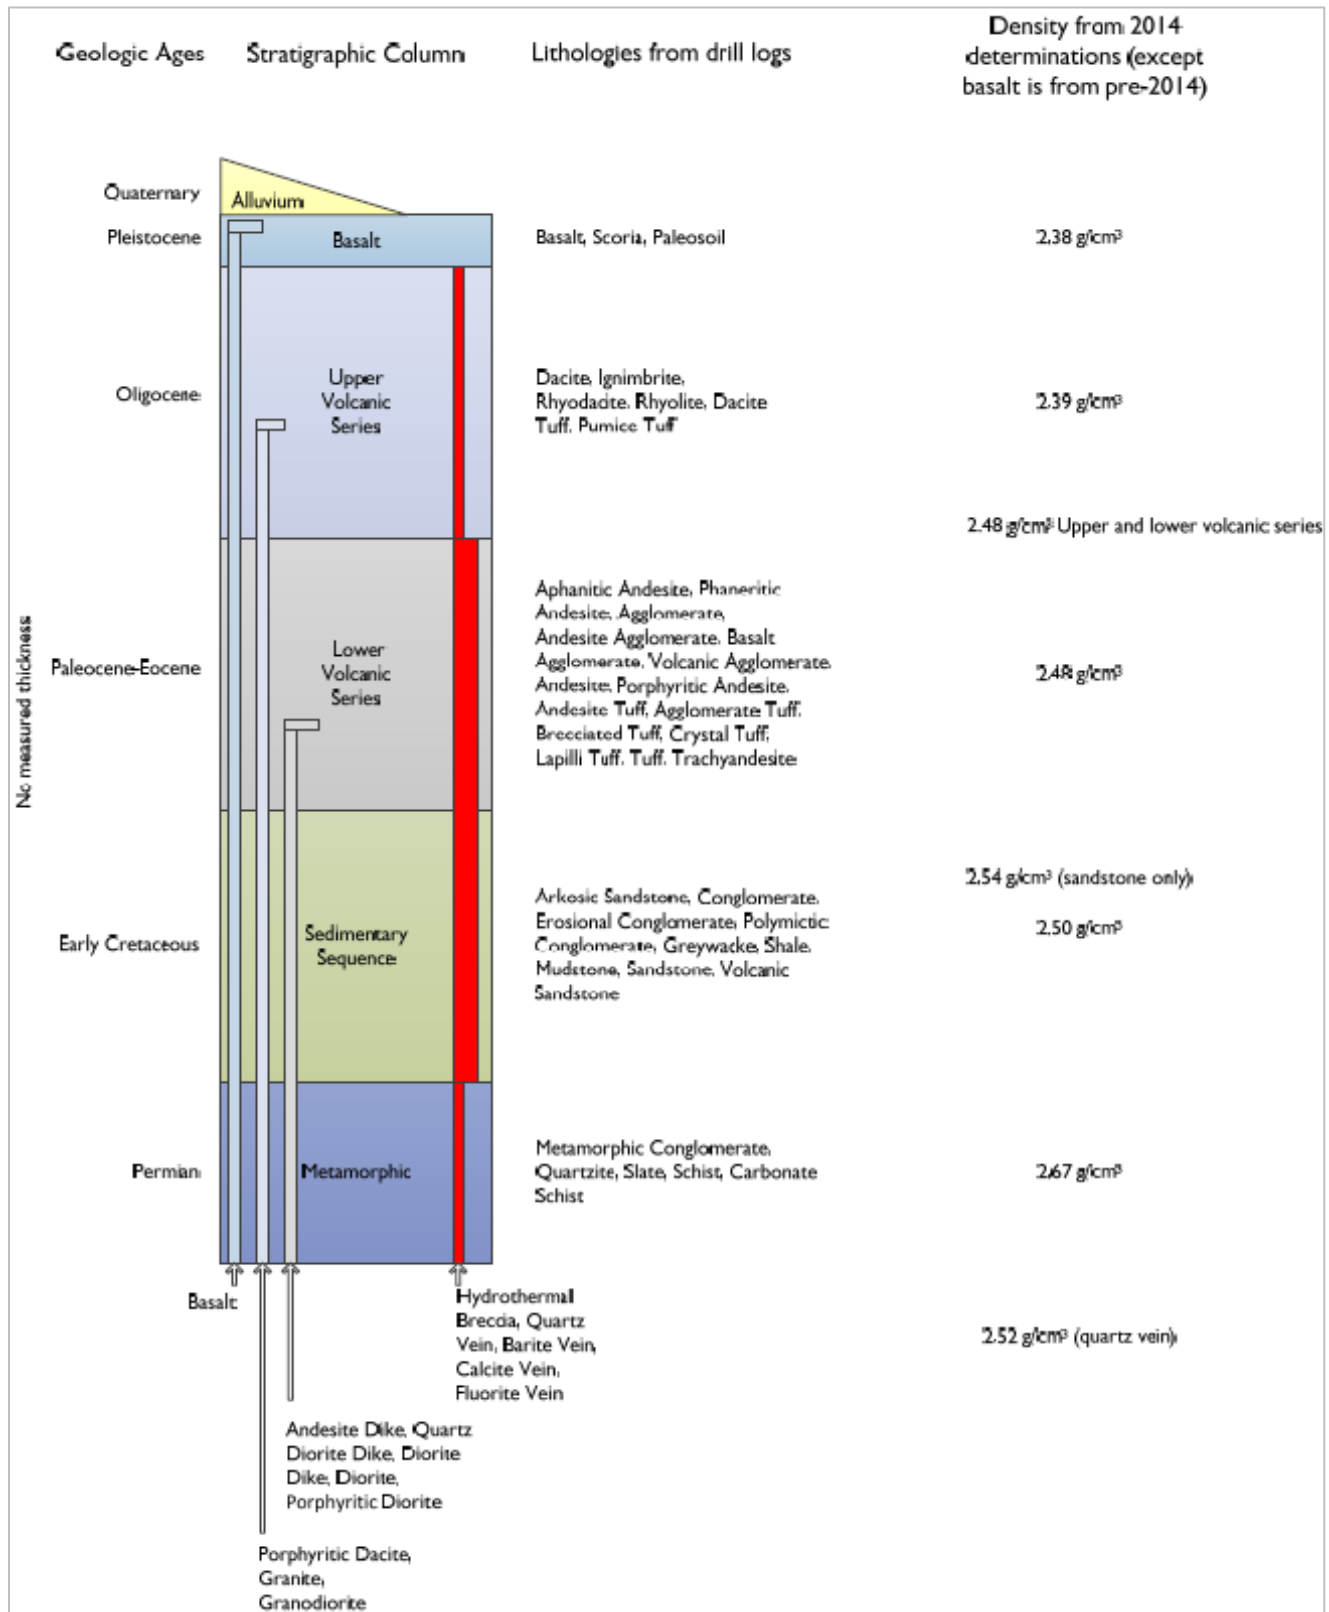 Geologic Ages
Stratigraphic Column
Lithologies from drill logs
Density from 2014
determinations (except
basalt is from pre-2014)
Quaternary
Alluvium
Pleistocene
Basalt
Basalt, Scoria, Paleosoil
2.38 g/cm³
Oligocene
Upper
Volcanic
Series
Dacite, Ignimbrite,
Rhyodacite, Rhyolite, Dacite
Tuff, Pumice Tuff
2.39 g/cm³
2.48 g/cm³ Upper and lower volcanic series
No measured thickness
Paleocene-Eocene
Lower
Volcanic
Series
Aphanitic Andesite, Phaneritic
Andesite, Agglomerate,
Andesite Agglomerate, Basalt
Agglomerate, Volcanic Agglomerate,
Andesite, Porphyritic Andesite,
Andesite Tuff, Agglomerate Tuff,
Brecciated Tuff, Crystal Tuff,
Lapilli Tuff, Tuff, Trachyandesite
2.48 g/cm³
2.54 g/cm³ (sandstone only)
Early Cretaceous
Sedimentary
Sequence
Arkosic Sandstone, Conglomerate,
Erosional Conglomerate, Polymictic
Conglomerate, Greywacke, Shale,
Mudstone, Sandstone, Volcanic
Sandstone
2.50 g/cm³
Permian
Metamorphic
Metamorphic Conglomerate,
Quartzite, Slate, Schist, Carbonate
Schist
2.67 g/cm³
Basalt
Hydrothermal
Breccia, Quartz
Vein, Barite Vein,
Calcite Vein,
Fluorite Vein
2.52 g/cm³ (quartz vein)
Andesite Dike, Quartz
Diorite Dike, Diorite
Dike, Diorite,
Porphyritic Diorite
Porphyritic Dacite,
Granite,
Granodiorite